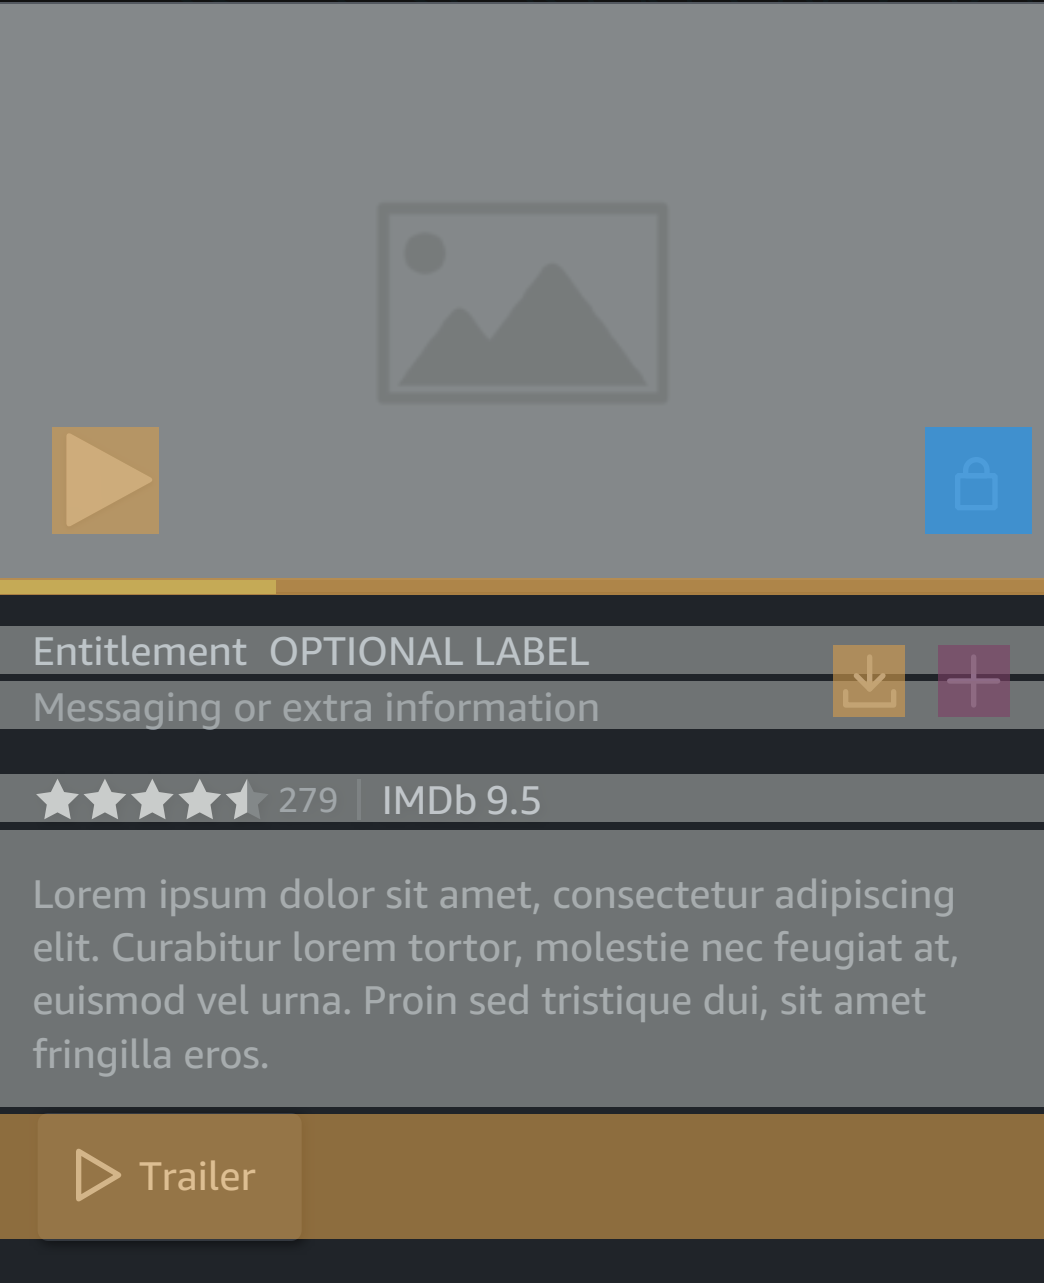 Entitlement OPTIONAL LABEL
Messaging or extra information
279 | IMDb 9.5
Lorem ipsum dolor sit amet, consectetur adipiscing
elit. Curabitur lorem tortor, molestie nec feugiat at,
euismod vel urna. Proin sed tristique dui, sit amet
fringilla eros.
Trailer